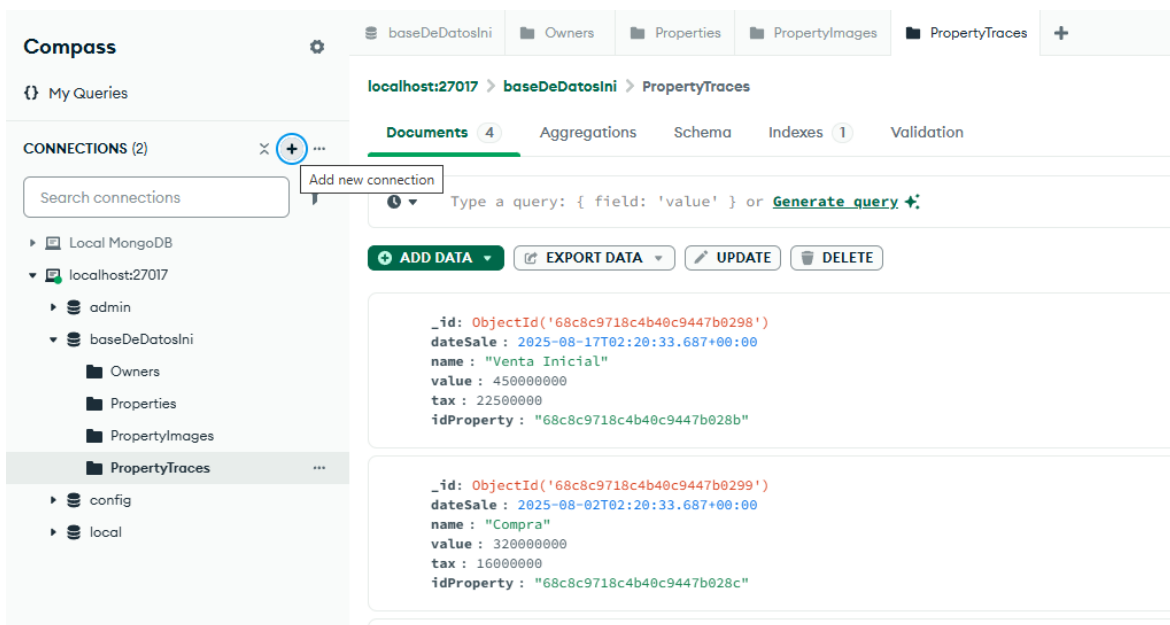 Compass
{} My Queries
CONNECTIONS (2)
Add new connection
Search connections
Local MongoDB
localhost:27017
admin
baseDeDatosIni
Owners
Properties
PropertyImages
PropertyTraces
config
local
baseDeDatosIni Owners Properties PropertyImages PropertyTraces
localhost:27017 > baseDeDatosIni > PropertyTraces
Documents 4 Aggregations Schema Indexes 1 Validation
Type a query: { field: 'value' } or Generate query
ADD DATA EXPORT DATA UPDATE DELETE
_id: ObjectId('68c8c9718c4b40c9447b0298')
dateSale : 2025-08-17T02:20:33.687+00:00
name : "Venta Inicial"
value : 450000000
tax : 22500000
idProperty : "68c8c9718c4b40c9447b028b"
_id: ObjectId('68c8c9718c4b40c9447b0299')
dateSale : 2025-08-02T02:20:33.687+00:00
name : "Compra"
value : 320000000
tax : 16000000
idProperty : "68c8c9718c4b40c9447b028c"